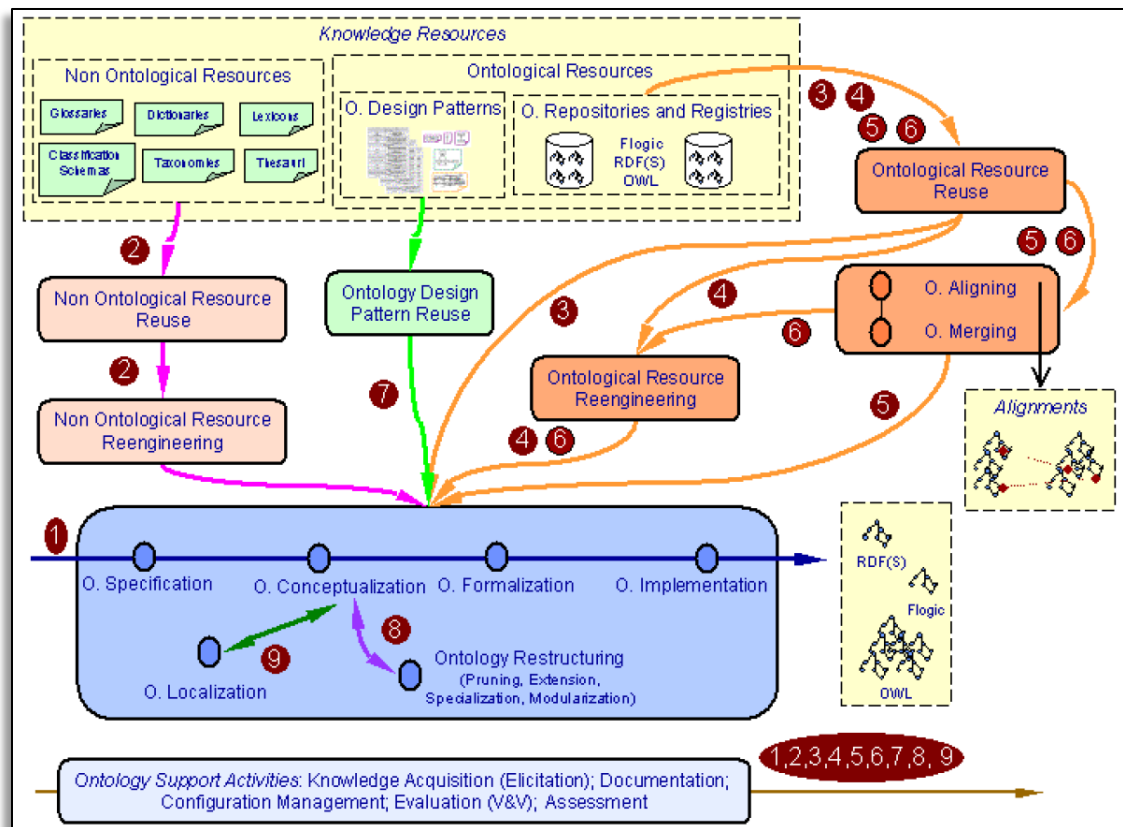 Knowledge Resources
Non Ontological Resources
Glossaries
Dictionaries
Lexicons
Classification
Schemas
Taxonomies
Thesauri
Ontological Resources
O. Design Patterns
O. Repositories and Registries
Flogic
RDF(S)
OWL
3 4
5 6
Ontological Resource
Reuse
2
5 6
Non Ontological Resource
Reuse
Ontology Design
Pattern Reuse
3
4
6
O. Aligning
O. Merging
2
7
Ontological Resource
Reengineering
5
Non Ontological Resource
Reengineering
4 6
Alignments
1
O. Specification
O. Conceptualization
O. Formalization
O. Implementation
9
8
O. Localization
Ontology Restructuring
(Pruning, Extension,
Specialization, Modularization)
RDF(S)
Flogic
OWL
1,2,3,4,5,6,7,8, 9
Ontology Support Activities: Knowledge Acquisition (Elicitation); Documentation;
Configuration Management; Evaluation (V&V); Assessment